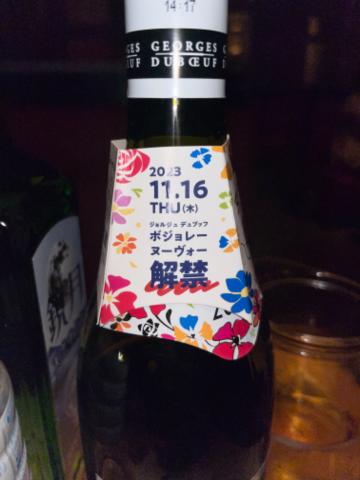 14:17
GEORGES
DUBŒUF
2023
11.16
THU(木)
ジョルジュ デュブッフ
ボジョレー
ヌーヴォー
解禁